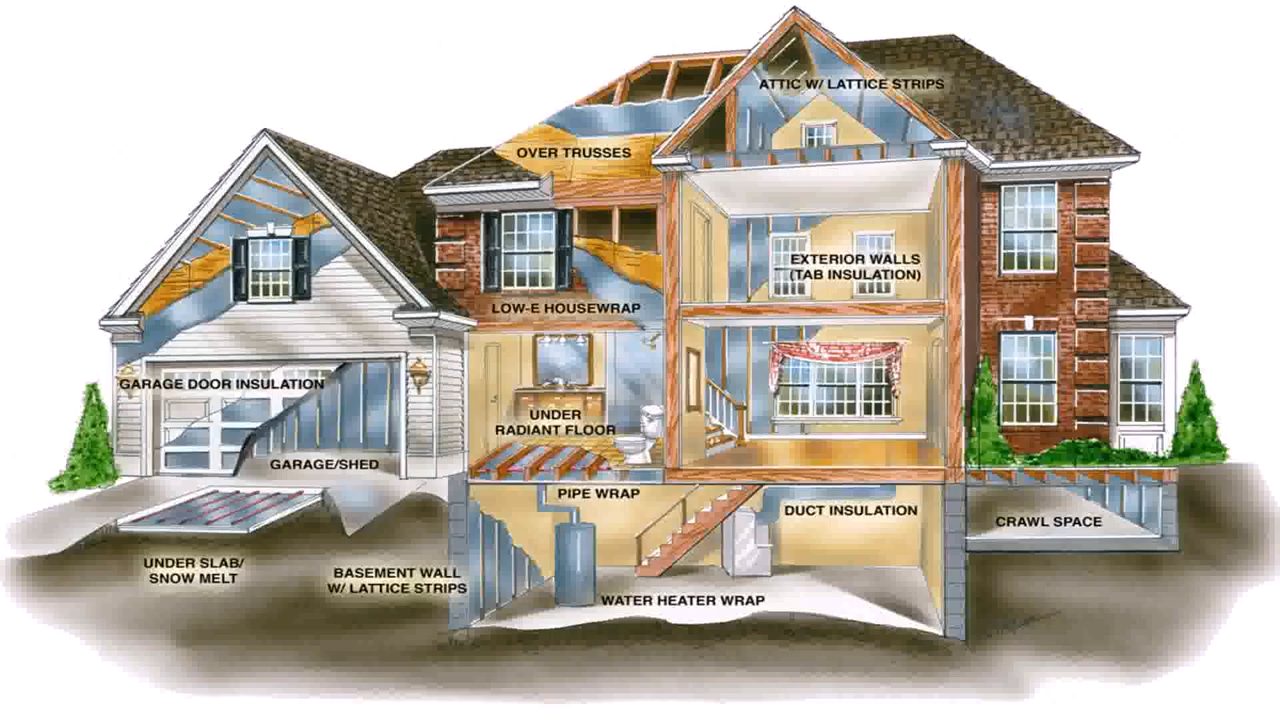 ATTIC W/ LATTICE STRIPS
OVER TRUSSES
EXTERIOR WALLS
(TAB INSULATION)
LOW-E HOUSEWRAP
GARAGE DOOR INSULATION
UNDER
RADIANT FLOOR
GARAGE/SHED
PIPE WRAP
DUCT INSULATION
CRAWL SPACE
UNDER SLAB/
SNOW MELT
BASEMENT WALL
W/ LATTICE STRIPS
WATER HEATER WRAP